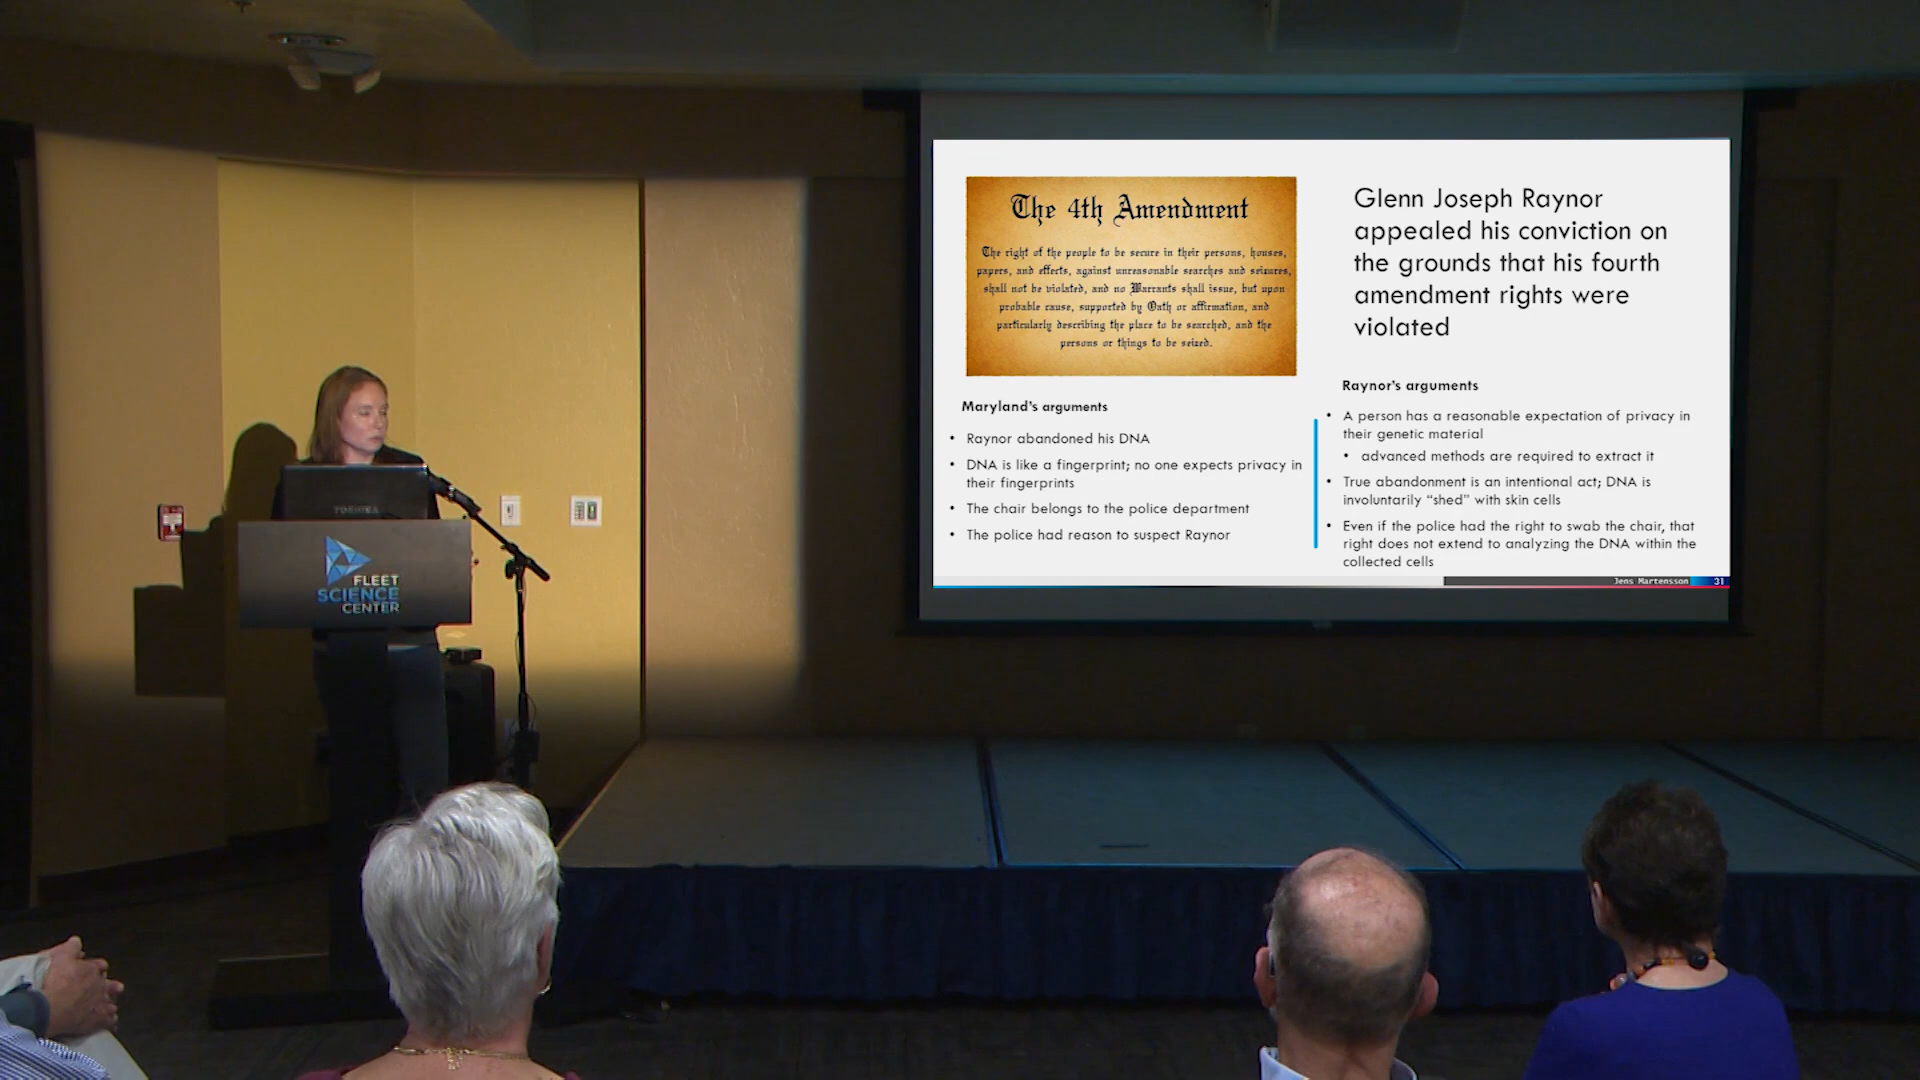 The 4th Amendment
The right of the people to be secure in their persons, houses,
papers, and effects, against unreasonable searches and seizures,
shall not be violated, and no Warrants shall issue, but upon
probable cause, supported by Oath or affirmation, and
particularly describing the place to be searched, and the
persons or things to be seized.
Maryland's arguments
• Raynor abandoned his DNA
• DNA is like a fingerprint; no one expects privacy in
their fingerprints
• The chair belongs to the police department
• The police had reason to suspect Raynor
Glenn Joseph Raynor
appealed his conviction on
the grounds that his fourth
amendment rights were
violated
Raynor's arguments
• A person has a reasonable expectation of privacy in
their genetic material
• advanced methods are required to extract it
• True abandonment is an intentional act; DNA is
involuntarily “shed” with skin cells
• Even if the police had the right to swab the chair, that
right does not extend to analyzing the DNA within the
collected cells
Jens Martensson 31
TOSHIBA
FLEET
SCIENCE
CENTER